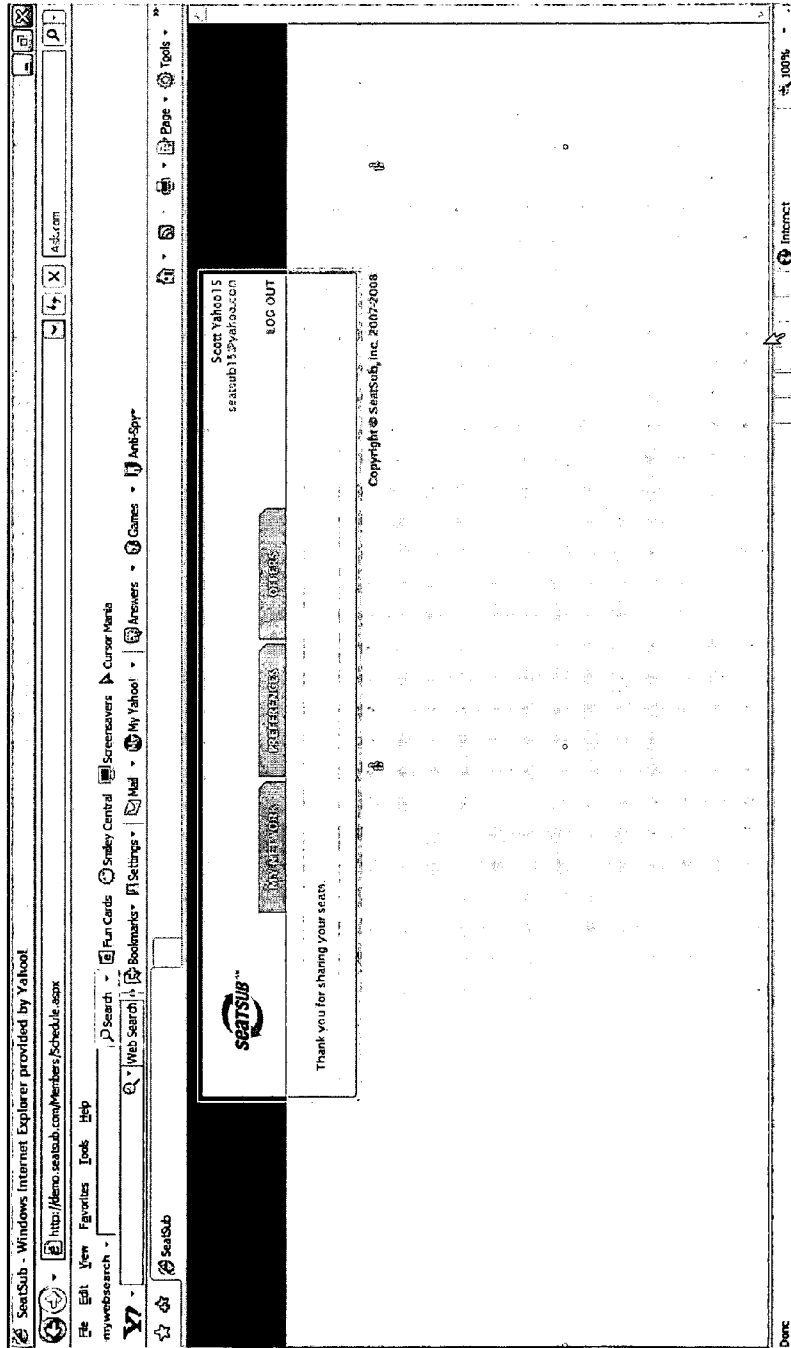 SeatSub - Windows Internet Explorer provided by Yahoo!
http://demo.seatsub.com/Members/Schedule.aspx
Ask.com
File Edit View Favorites Tools Help
mywebsearch Search Fun Cards Smiley Central Screensavers Cursor Mania
Y7 Web Search Bookmarks Settings Mail My Yahoo! Answers Games Anti-Spy
SeatSub
Page Tools
seatSUB
Scott Yahoo15
seatsub15@yahoo.com
MY NETWORK PREFERENCES OFFERS
LOG OUT
Thank you for sharing your seats.
Copyright © SeatSub, Inc. 2007-2008
Done
Internet
100%